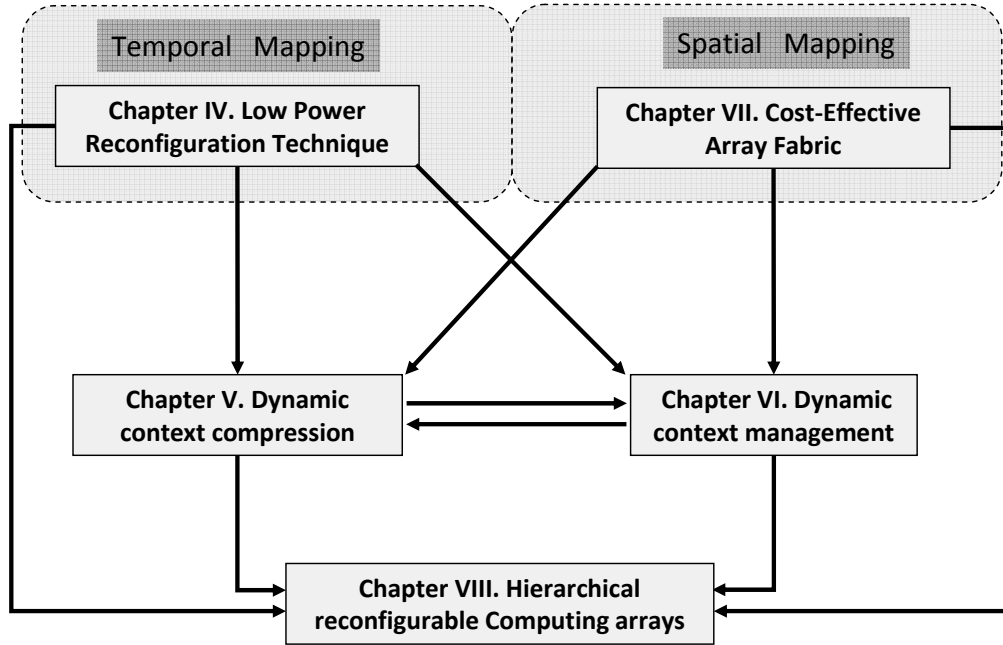 Temporal Mapping
Spatial Mapping
Chapter IV. Low Power
Reconfiguration Technique
Chapter VII. Cost-Effective
Array Fabric
Chapter V. Dynamic
context compression
Chapter VI. Dynamic
context management
Chapter VIII. Hierarchical
reconfigurable Computing arrays